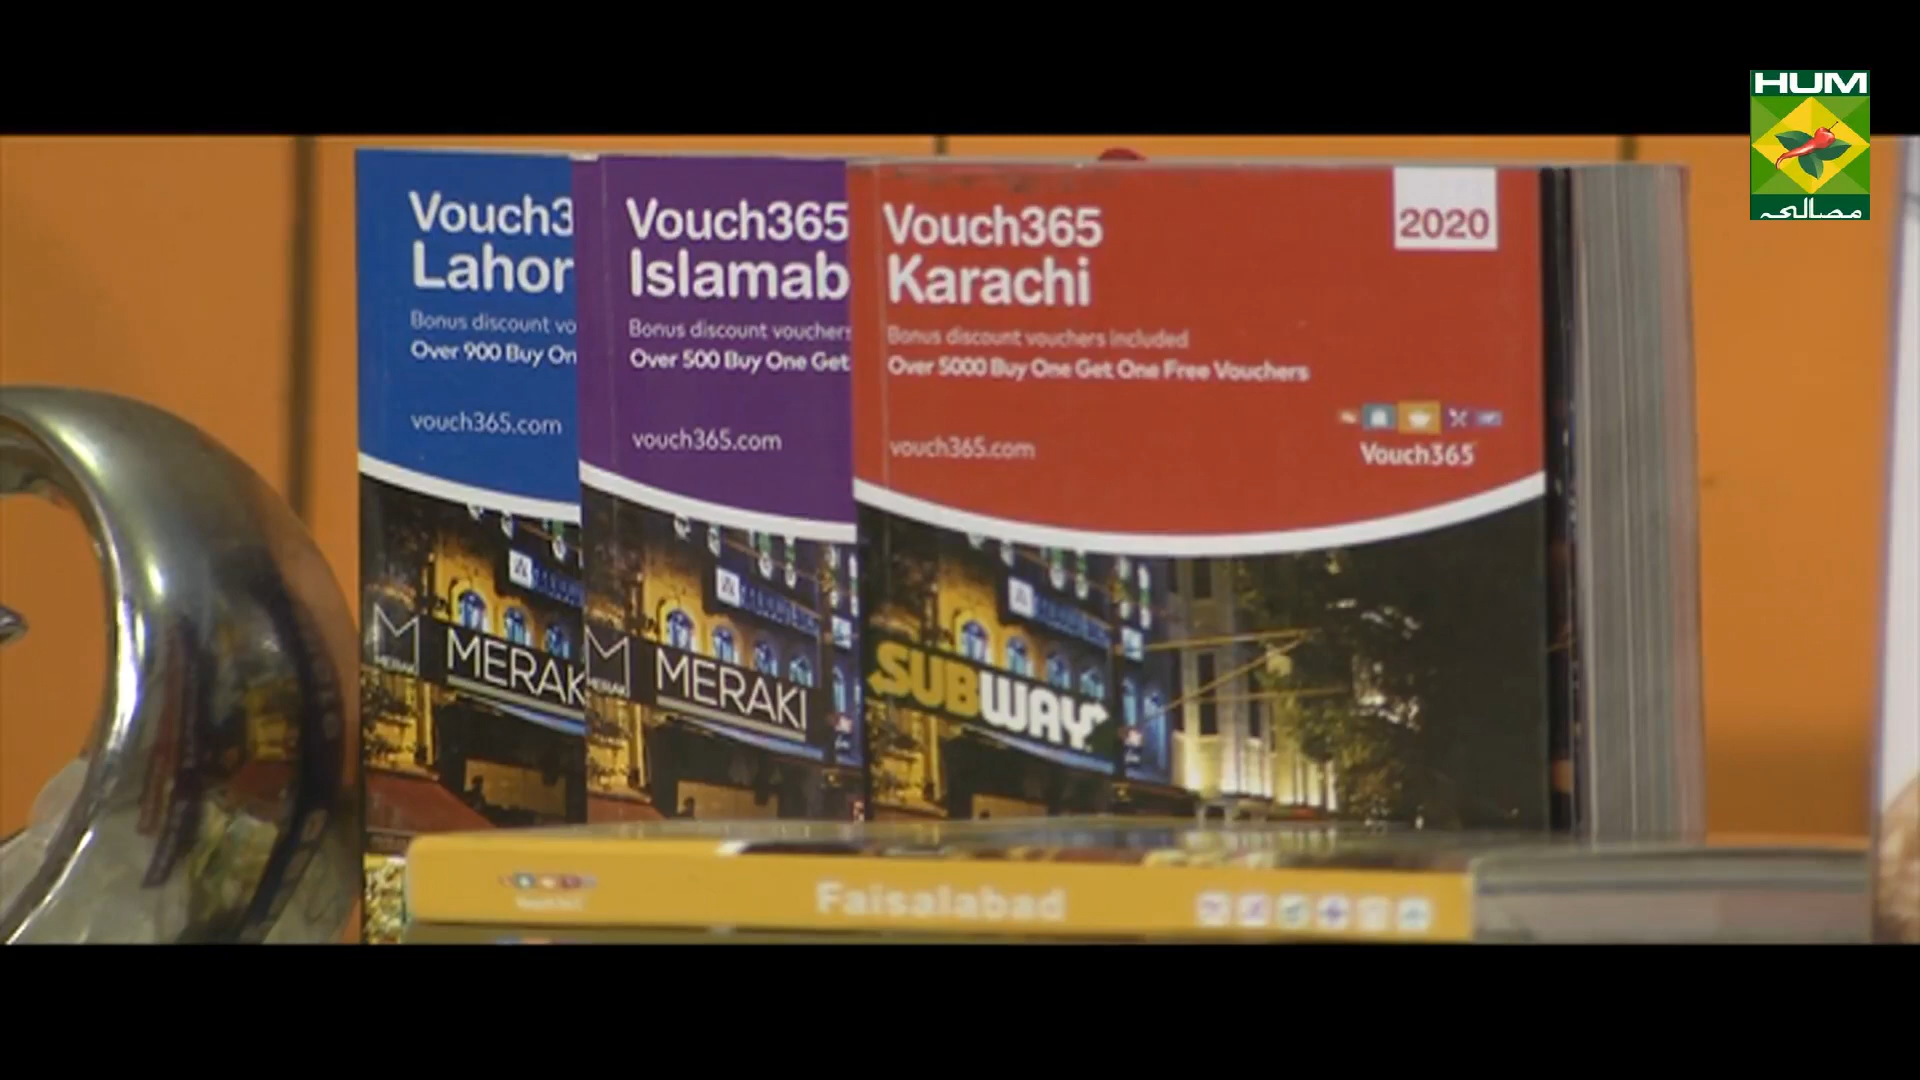 HUM
مصالحہ
Vouch3
Lahor
Bonus discount vo
Over 900 Buy On
vouch365.com
MERAK
MERAK
Vouch365
Islamab
Bonus discount vouchers
Over 500 Buy One Get
vouch365.com
MERAKI
MERAKI
Vouch365
Karachi
2020
Bonus discount vouchers included
Over 5000 Buy One Get One Free Vouchers
vouch365.com
Vouch365
SUBWAY
Faisalabad